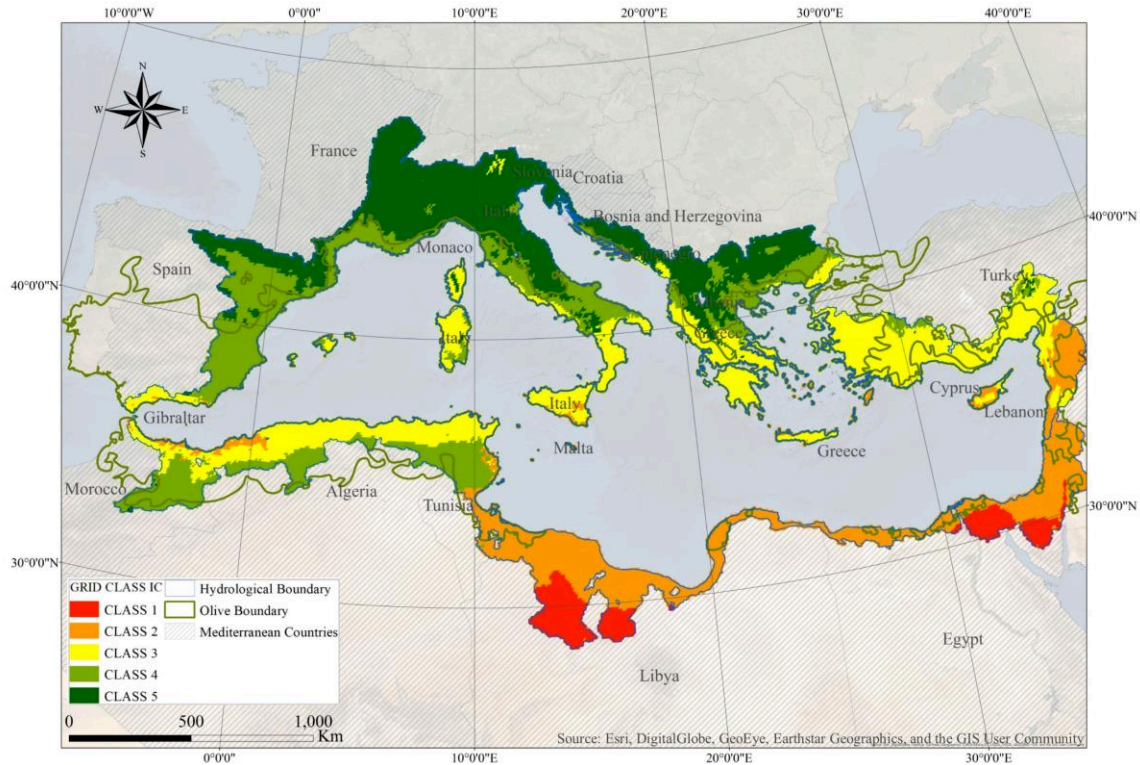 10°0'0"W
0°0'0"
10°0'0"E
20°0'0"E
30°0'0"E
40°0'0"E
N
W
E
S
France
Slovenia
Croatia
Italy
Bosnia and Herzegovina
Monaco
Spain
Turkey
40°0'0"N
40°0'0"N
Greece
Italy
Cyprus
Italy
Lebanon
Gibraltar
Malta
Greece
Morocco
Algeria
Tunisia
30°0'0"N
30°0'0"N
GRID CLASS IC
CLASS 1
CLASS 2
CLASS 3
CLASS 4
CLASS 5
Hydrological Boundary
Olive Boundary
Mediterranean Countries
Egypt
Libya
0
500
1,000
Km
Source: Esri, DigitalGlobe, GeoEye, Earthstar Geographics, and the GIS User Community
0°0'0"
10°0'0"E
20°0'0"E
30°0'0"E